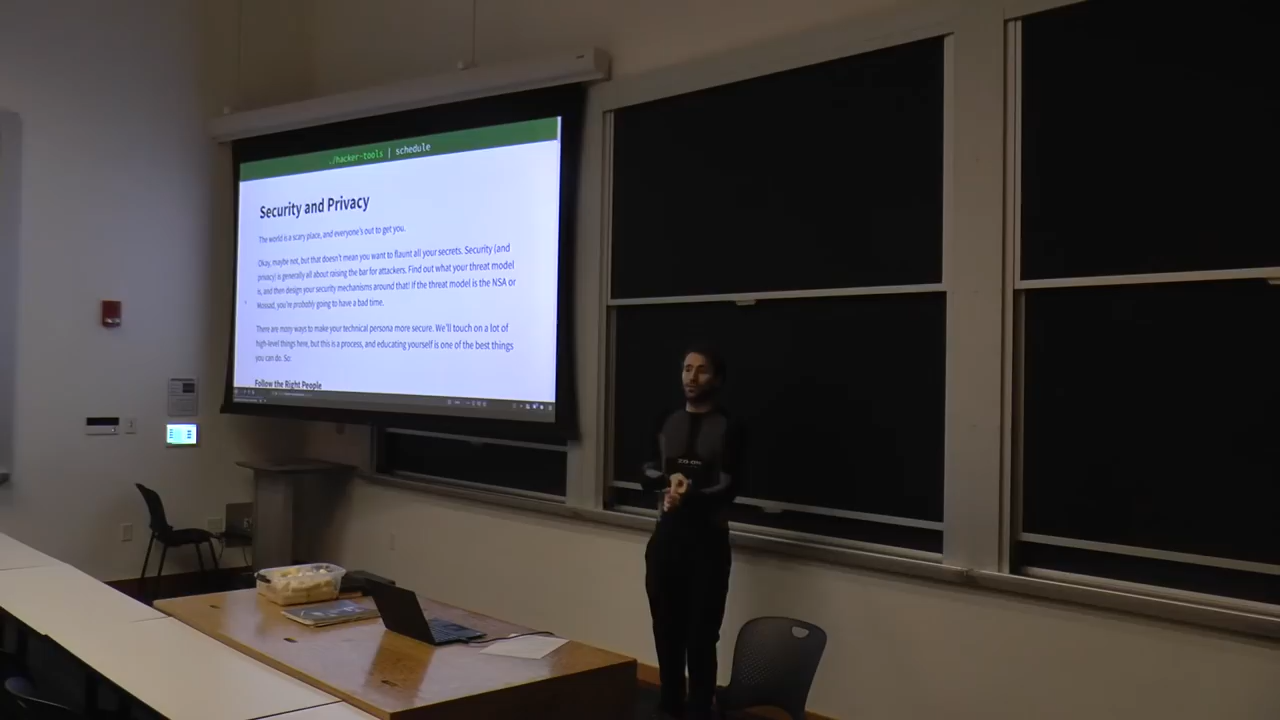 ./hacker-tools | schedule
Security and Privacy
The world is a scary place, and everyone's out to get you.
Okay, maybe not, but that doesn't mean you want to flaunt all your secrets. Security (and
privacy) is generally all about raising the bar for attackers. Find out what your threat model
is, and then design your security mechanisms around that! If the threat model is the NSA or
Mossad, you're probably going to have a bad time.
There are many ways to make your technical persona more secure. We'll touch on a lot of
high-level things here, but this is a process, and educating yourself is one of the best things
you can do. So:
Follow the Right People